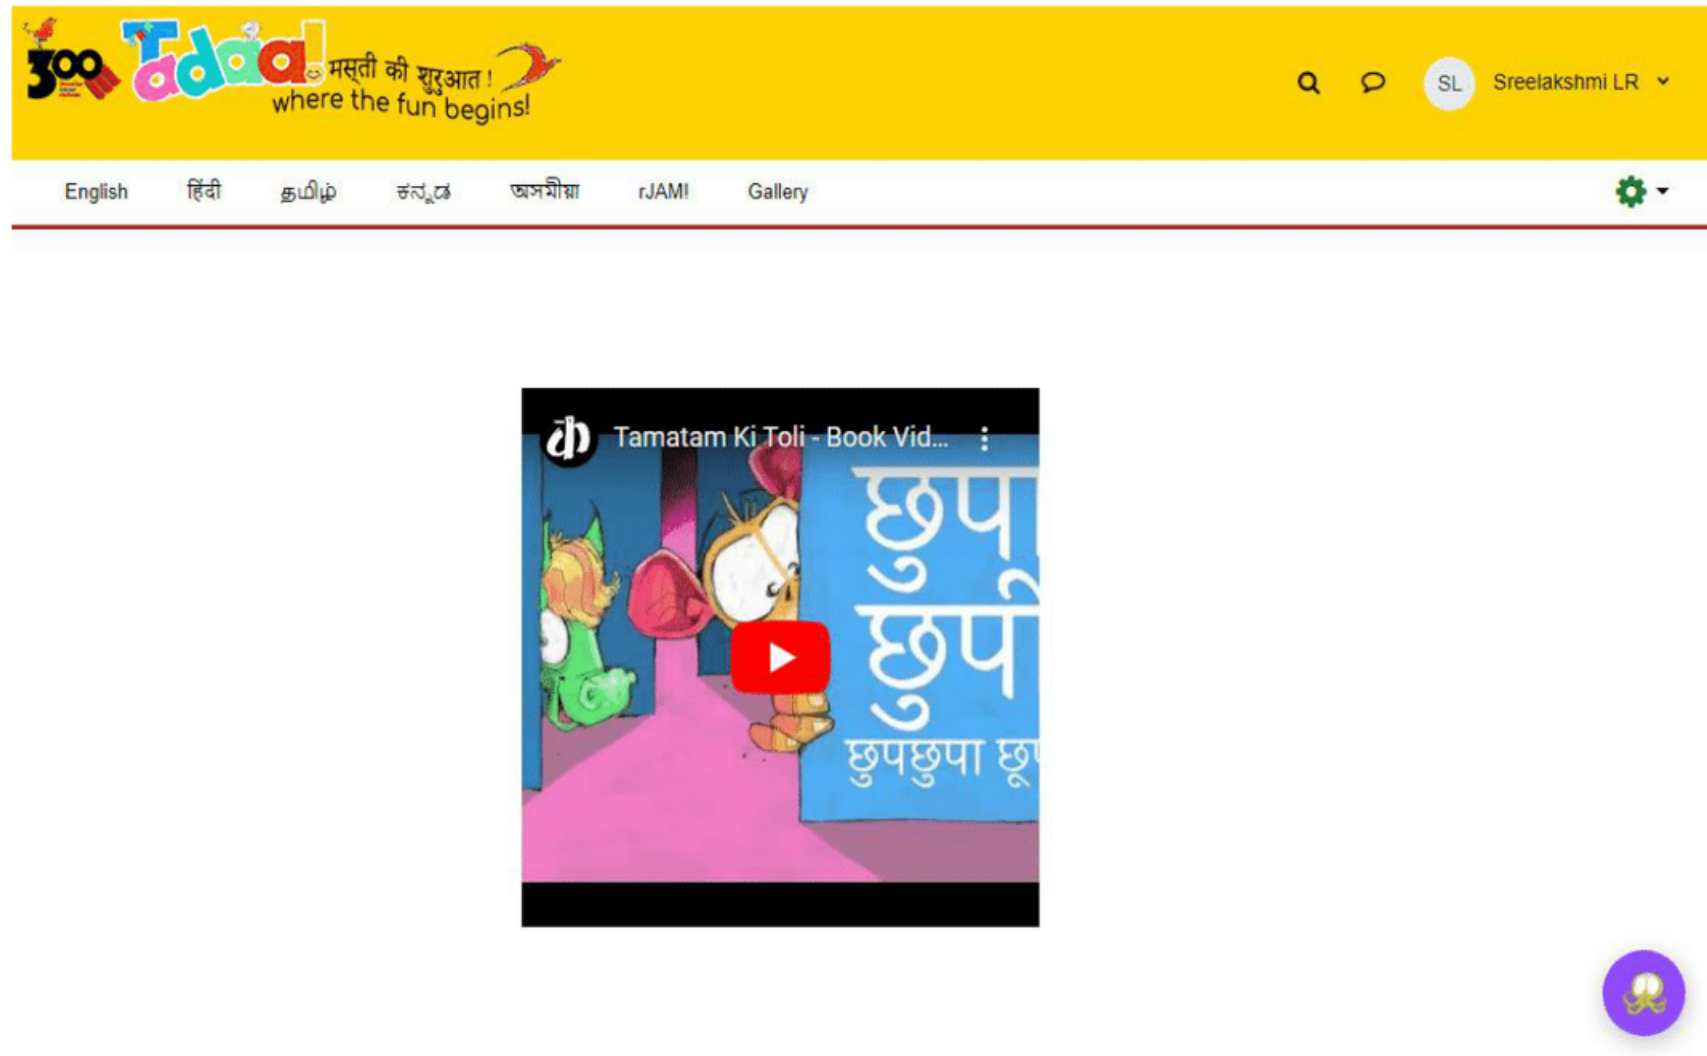 300
Tadaa!
मस्ती की शुरुआत !
where the fun begins!
SL
Sreelakshmi LR
English
हिंदी
தமிழ்
ಕನ್ನಡ
অসমীয়া
rJAM!
Gallery
Tamatam Ki Toli - Book Vid...
छुपा
छुपी
छुपछुपा छू